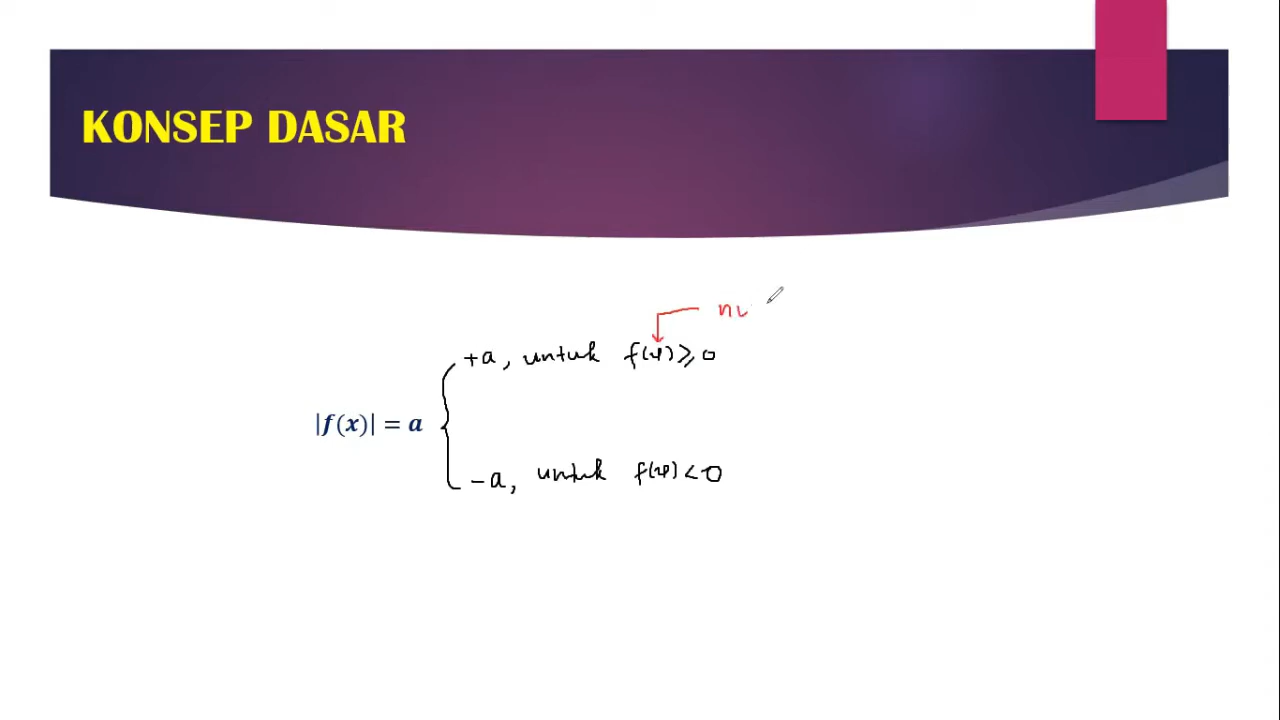 KONSEP DASAR
+a, untuk f(x) ≥ 0
|f(x)| = a
-a, untuk f(x) < 0